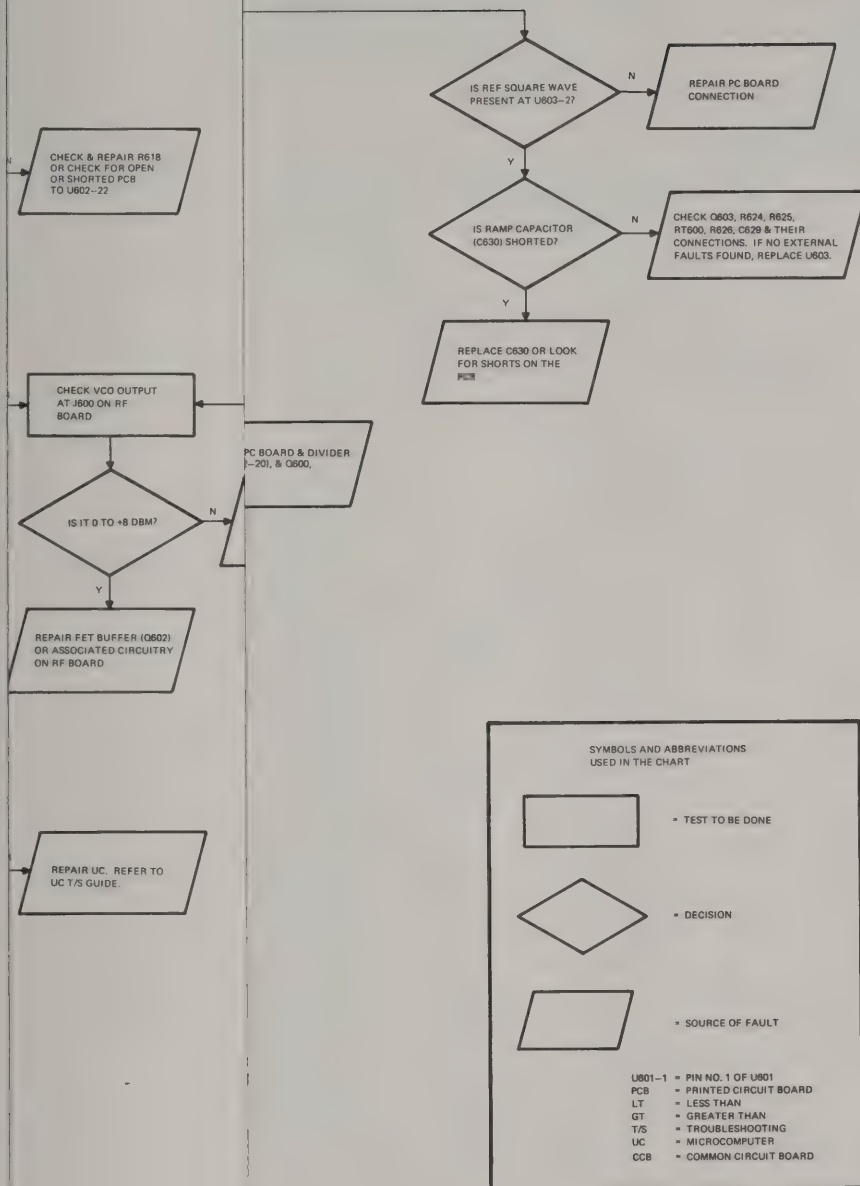 IS REF SQUARE WAVE
PRESENT AT U603-2?
N
REPAIR PC BOARD
CONNECTION
Y
N
CHECK & REPAIR R618
OR CHECK FOR OPEN
OR SHORTED PCB
TO U602-22
IS RAMP CAPACITOR
(C630) SHORTED?
N
CHECK Q603, R624, R625,
RT600, R626, C629 & THEIR
CONNECTIONS. IF NO EXTERNAL
FAULTS FOUND, REPLACE U603.
Y
REPLACE C630 OR LOOK
FOR SHORTS ON THE
CHECK VCO OUTPUT
AT J600 ON RF
BOARD
PC BOARD & DIVIDER
-20), & Q600,
IS IT 0 TO +8 DBM?
N
Y
REPAIR FET BUFFER (Q602)
OR ASSOCIATED CIRCUITRY
ON RF BOARD
REPAIR UC. REFER TO
UC T/S GUIDE.
SYMBOLS AND ABBREVIATIONS
USED IN THE CHART
= TEST TO BE DONE
= DECISION
= SOURCE OF FAULT
U601-1 = PIN NO. 1 OF U601
PCB = PRINTED CIRCUIT BOARD
LT = LESS THAN
GT = GREATER THAN
T/S = TROUBLESHOOTING
UC = MICROCOMPUTER
CCB = COMMON CIRCUIT BOARD